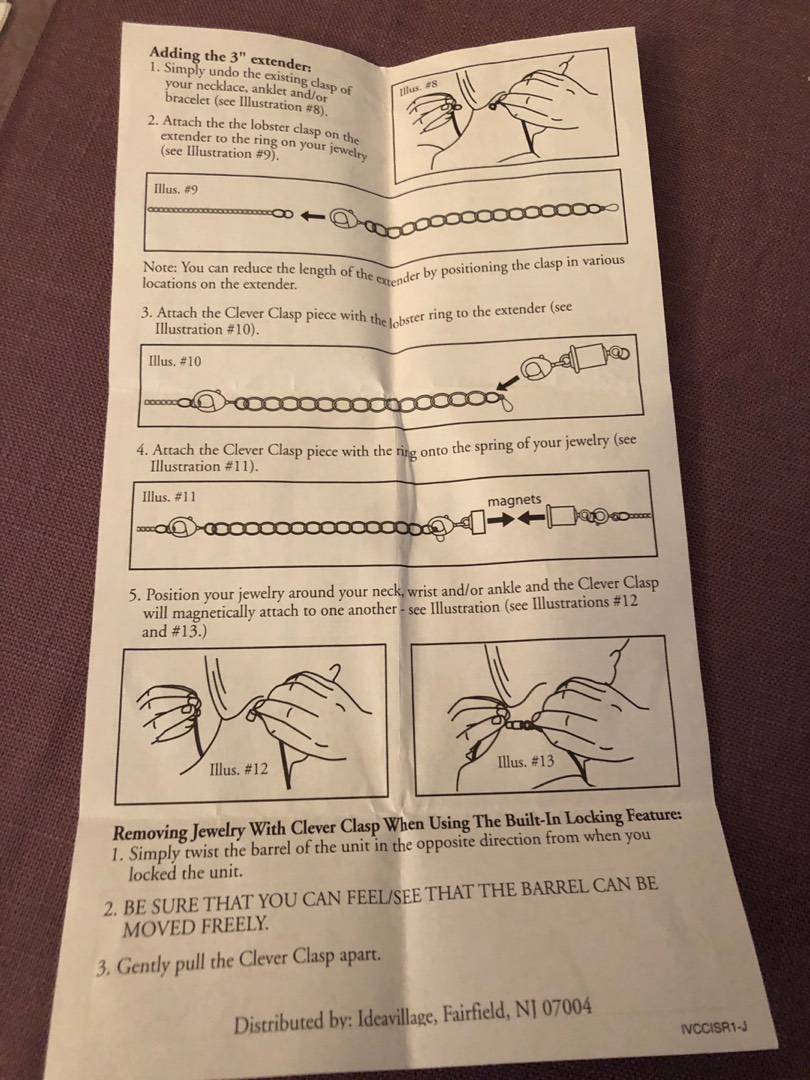 Adding the 3" extender:
1. Simply undo the existing clasp of
your necklace, anklet and/or
bracelet (see Illustration #8).
2. Attach the the lobster clasp on the
extender to the ring on your jewelry
(see Illustration #9).
Illus. #8
Illus. #9
Note: You can reduce the length of the extender by positioning the clasp in various
locations on the extender.
3. Attach the Clever Clasp piece with the lobster ring to the extender (see
Illustration #10).
Illus. #10
4. Attach the Clever Clasp piece with the ring onto the spring of your jewelry (see
Illustration #11).
Illus. #11
magnets
5. Position your jewelry around your neck, wrist and/or ankle and the Clever Clasp
will magnetically attach to one another - see Illustration (see Illustrations #12
and #13.)
Illus. #12
Illus. #13
Removing Jewelry With Clever Clasp When Using The Built-In Locking Feature:
1. Simply twist the barrel of the unit in the opposite direction from when you
locked the unit.
2. BE SURE THAT YOU CAN FEEL/SEE THAT THE BARREL CAN BE
MOVED FREELY.
3. Gently pull the Clever Clasp apart.
Distributed by: Ideavillage, Fairfield, NJ 07004
IVCCISR1-J